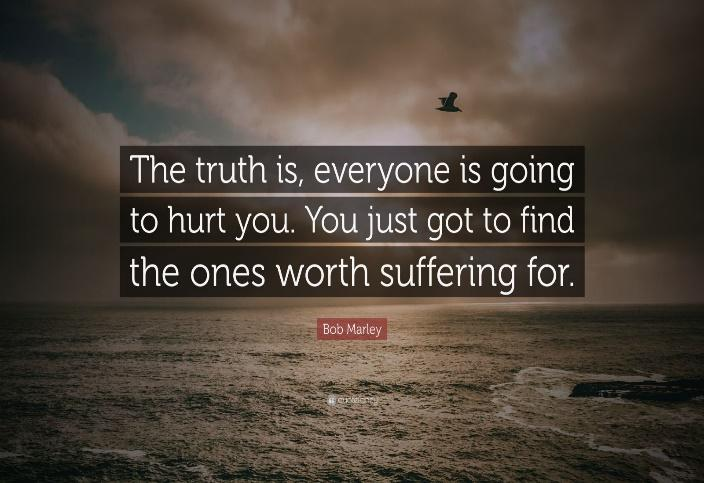 The truth is, everyone is going
to hurt you. You just got to find
the ones worth suffering for.
Bob Marley
quotefancy